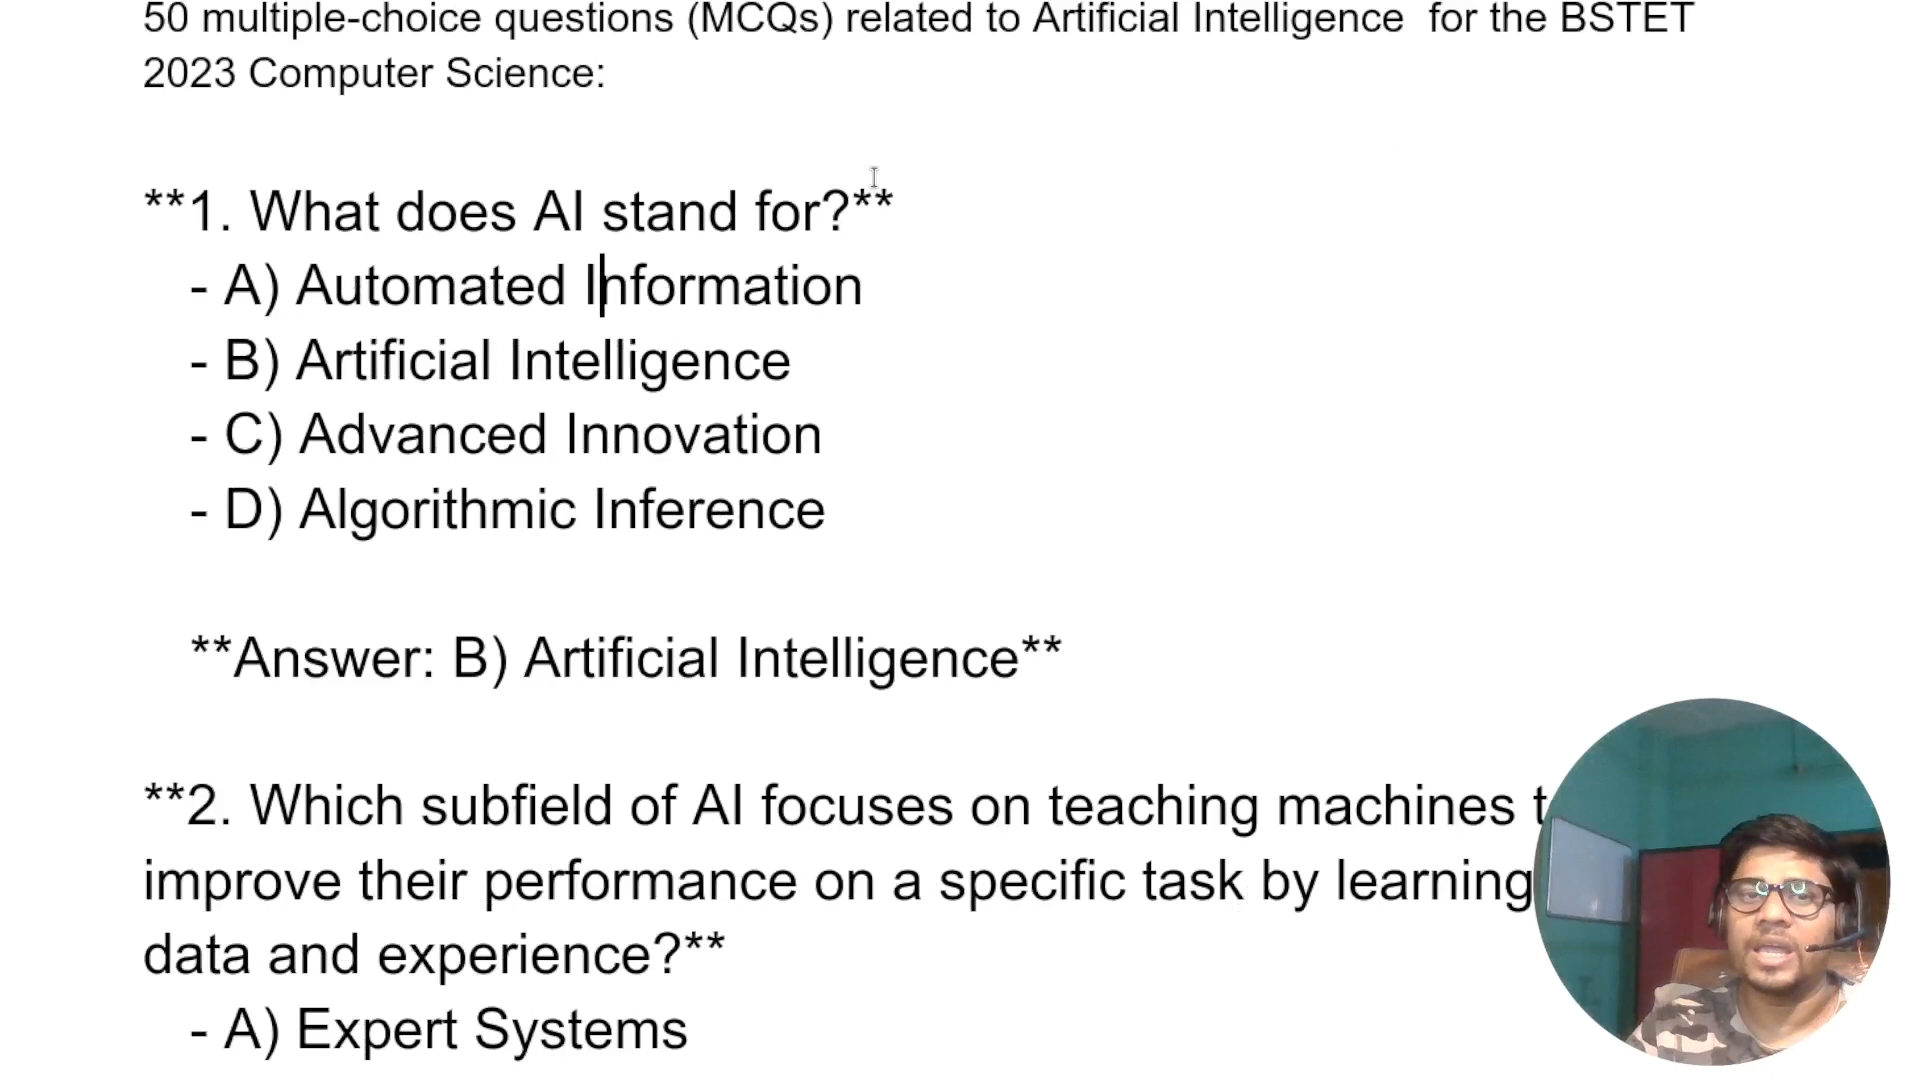 50 multiple-choice questions (MCQs) related to Artificial Intelligence  for the BSTET
2023 Computer Science:
**1. What does AI stand for?**
- A) Automated Information
- B) Artificial Intelligence
- C) Advanced Innovation
- D) Algorithmic Inference
**Answer: B) Artificial Intelligence**
**2. Which subfield of AI focuses on teaching machines
improve their performance on a specific task by learning
data and experience?**
- A) Expert Systems